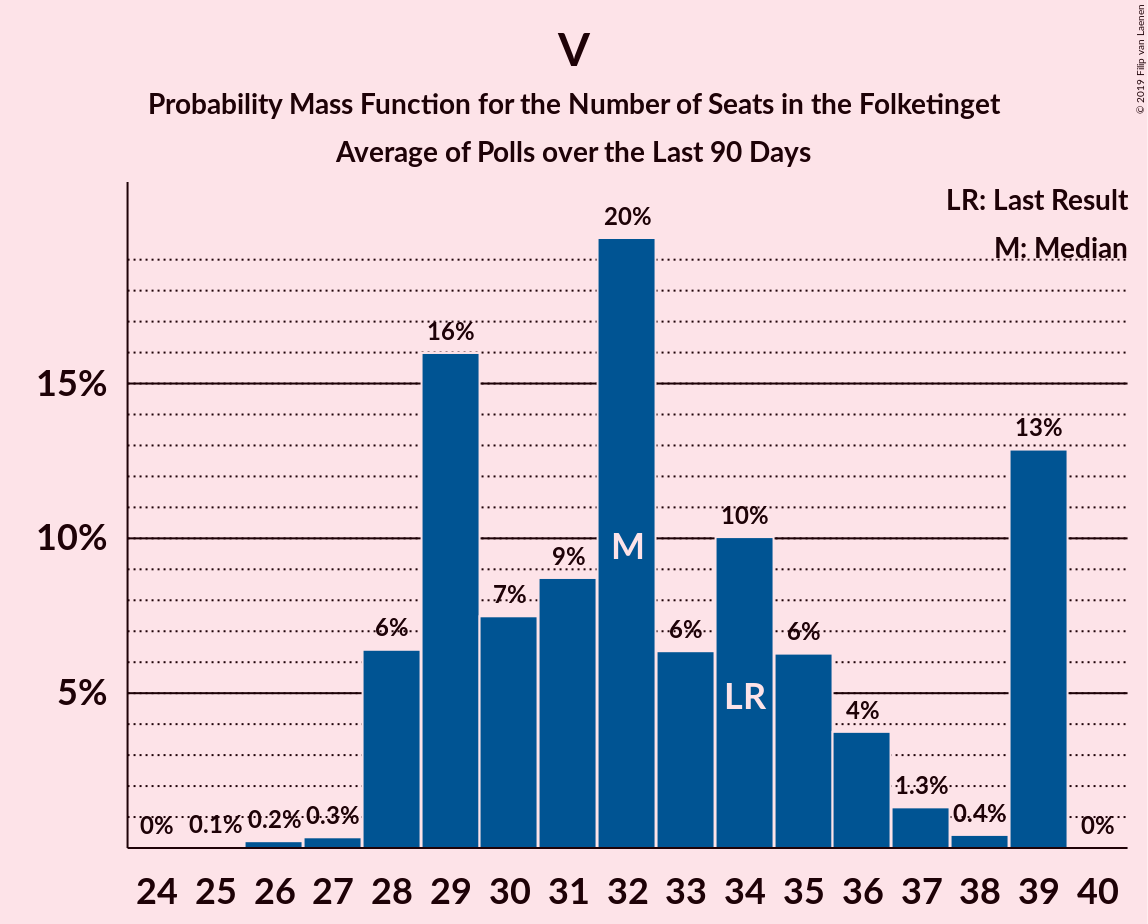 V
Probability Mass Function for the Number of Seats in the Folketinget
Average of Polls over the Last 90 Days
© 2019 Filip van Laenen
LR: Last Result
M: Median
15%
10%
5%
0%
0.1%
0.2%
0.3%
6%
16%
7%
9%
20%
M
6%
10%
LR
6%
4%
1.3%
0.4%
13%
0%
24 25 26 27 28 29 30 31 32 33 34 35 36 37 38 39 40